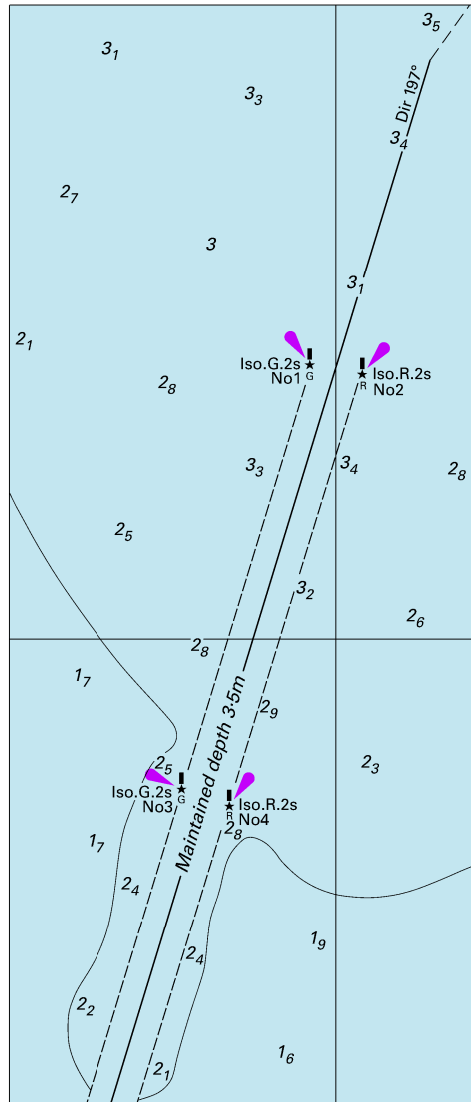 3₅
3₁
3₃
Dir 197°
3₄
2₇
3
3₁
2₁
Iso.G.2s
No1
G
R
Iso.R.2s
No2
2₈
3₃
3₄
2₈
2₅
3₂
2₆
2₈
1₇
2₉
Maintained depth 3·5m
2₅
2₃
Iso.G.2s
No3
G
R
Iso.R.2s
No4
2₈
1₇
2₄
1₉
2₄
2₂
1₆
2₁